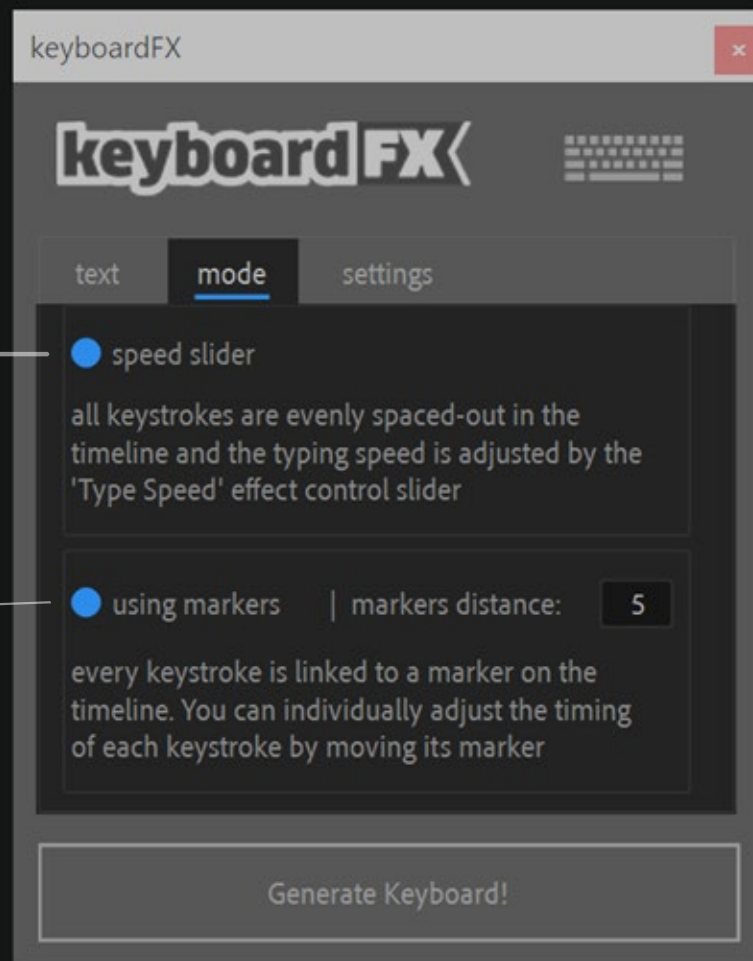 keyboardFX
×
keyboard FX
text mode settings
speed slider
all keystrokes are evenly spaced-out in the
timeline and the typing speed is adjusted by the
'Type Speed' effect control slider
using markers | markers distance: 5
every keystroke is linked to a marker on the
timeline. You can individually adjust the timing
of each keystroke by moving its marker
Generate Keyboard!